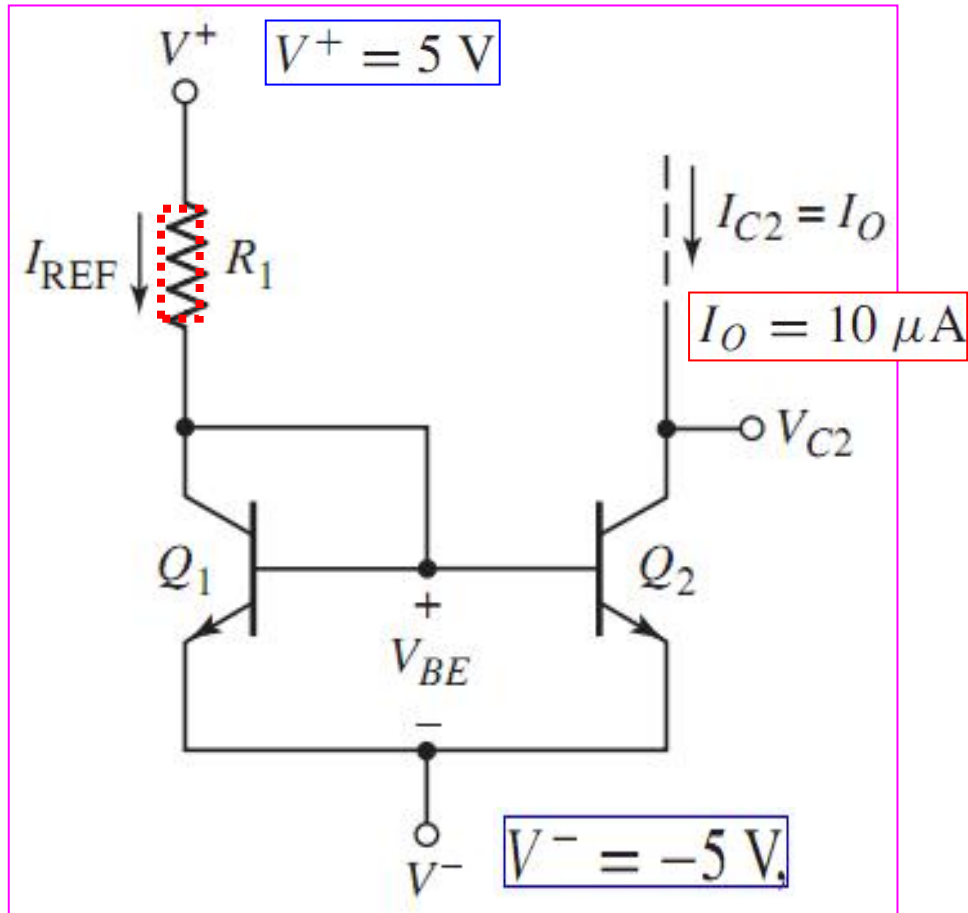 V⁺
V⁺ = 5 V
I_REF
R₁
I_C2 = I_O
I_O = 10 μA
V_C2
Q₁
Q₂
+
V_BE
−
V⁻
V⁻ = −5 V,